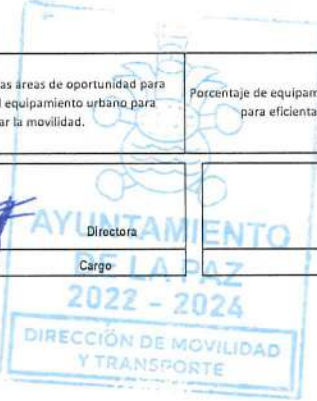 as áreas de oportunidad para
l equipamiento urbano para
ar la movilidad.
Porcentaje de equipam
para eficienta
Directora
Cargo
AYUNTAMIENTO
DE LA PAZ
2022 - 2024
DIRECCIÓN DE MOVILIDAD
Y TRANSPORTE